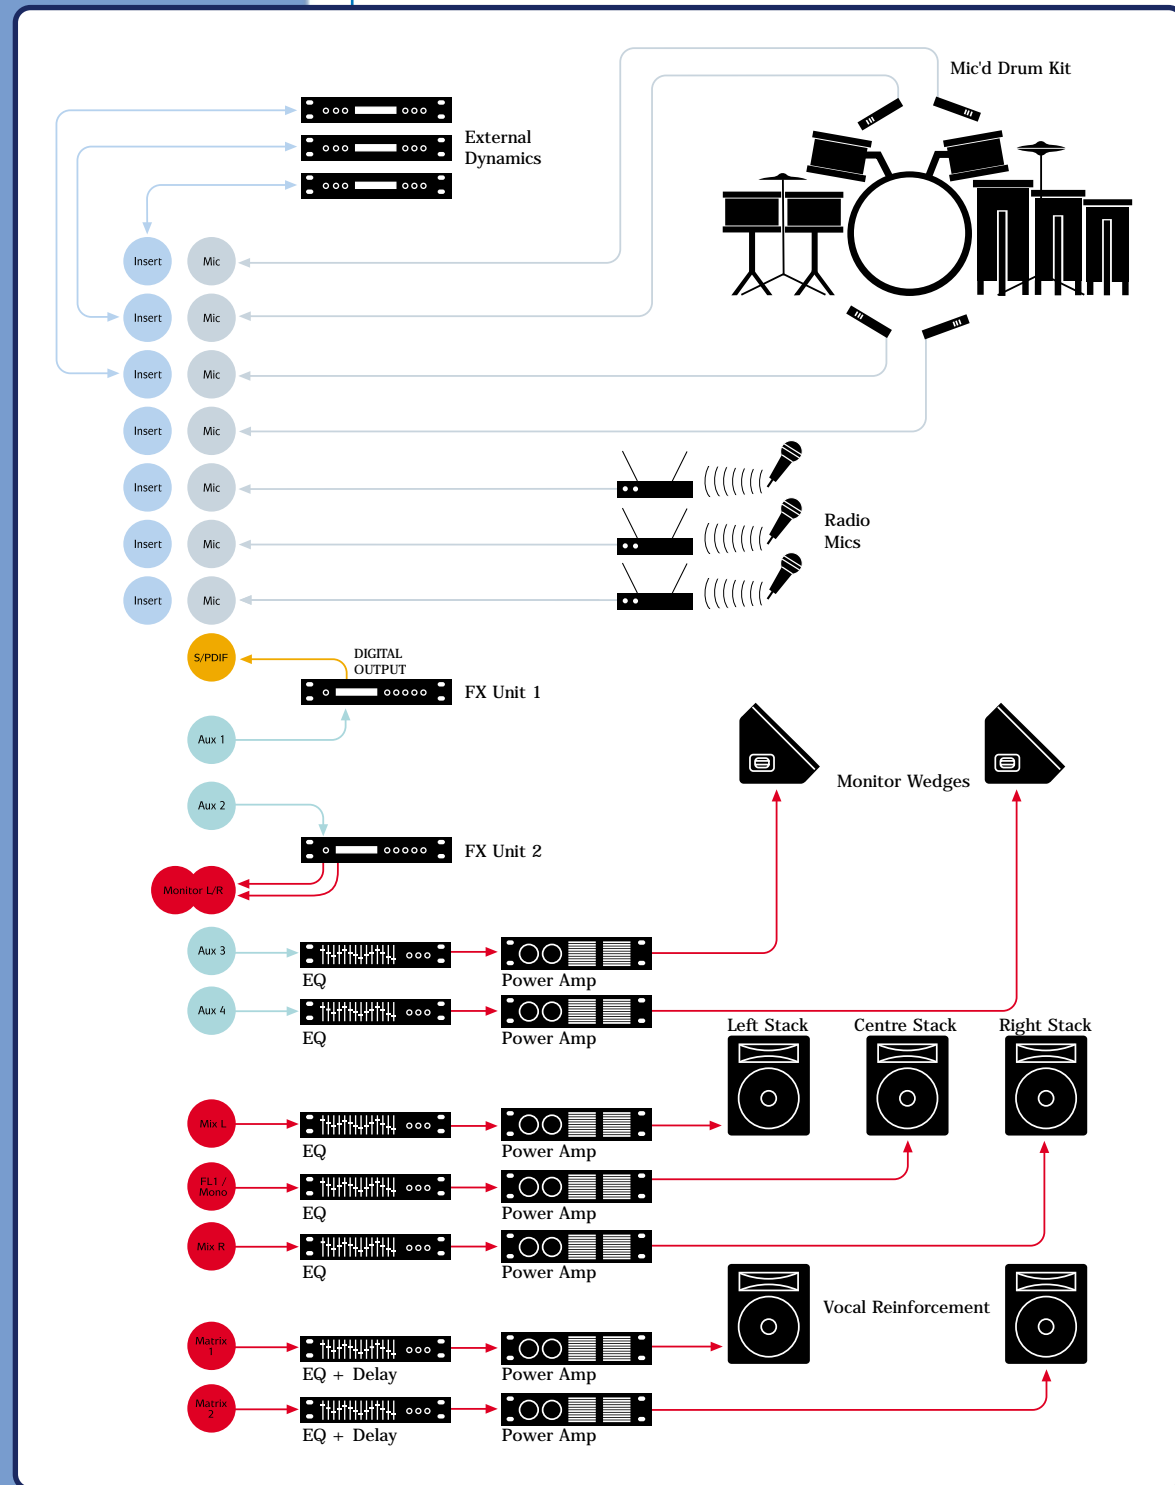 Mic'd Drum Kit
External
Dynamics
Insert Mic
Insert Mic
Insert Mic
Insert Mic
Insert Mic
Insert Mic
Insert Mic
Radio
Mics
S/PDIF
DIGITAL
OUTPUT
FX Unit 1
Aux 1
Monitor Wedges
Aux 2
FX Unit 2
Monitor L/R
Aux 3
EQ
Power Amp
Aux 4
EQ
Power Amp
Left Stack
Centre Stack
Right Stack
Mix L
EQ
Power Amp
FL1 /
Mono
EQ
Power Amp
Mix R
EQ
Power Amp
Vocal Reinforcement
Matrix
1
EQ + Delay
Power Amp
Matrix
2
EQ + Delay
Power Amp